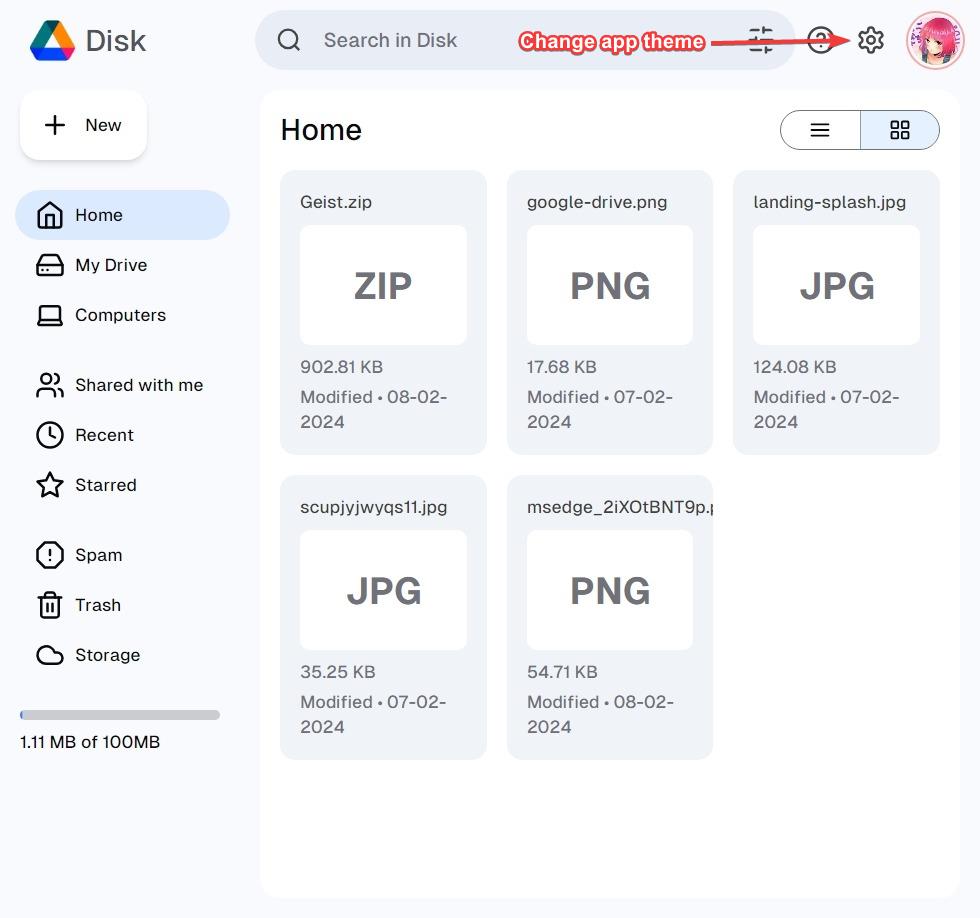 Disk
Search in Disk
Change app theme
New
Home
My Drive
Computers
Shared with me
Recent
Starred
Spam
Trash
Storage
1.11 MB of 100MB
Home
Geist.zip
ZIP
902.81 KB
Modified • 08-02-
2024
google-drive.png
PNG
17.68 KB
Modified • 07-02-
2024
landing-splash.jpg
JPG
124.08 KB
Modified • 07-02-
2024
scupjyjwyqs11.jpg
JPG
35.25 KB
Modified • 07-02-
2024
msedge_2iXOtBNT9p.p
PNG
54.71 KB
Modified • 08-02-
2024